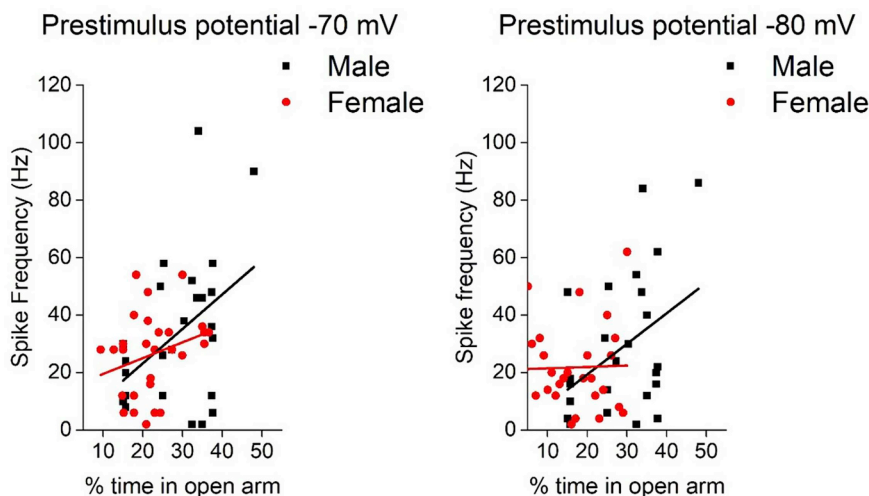 Prestimulus potential -70 mV
Male
Female
Spike Frequency (Hz)
120
100
80
60
40
20
0
10 20 30 40 50
% time in open arm
Prestimulus potential -80 mV
Male
Female
Spike frequency (Hz)
120
100
80
60
40
20
0
10 20 30 40 50
% time in open arm